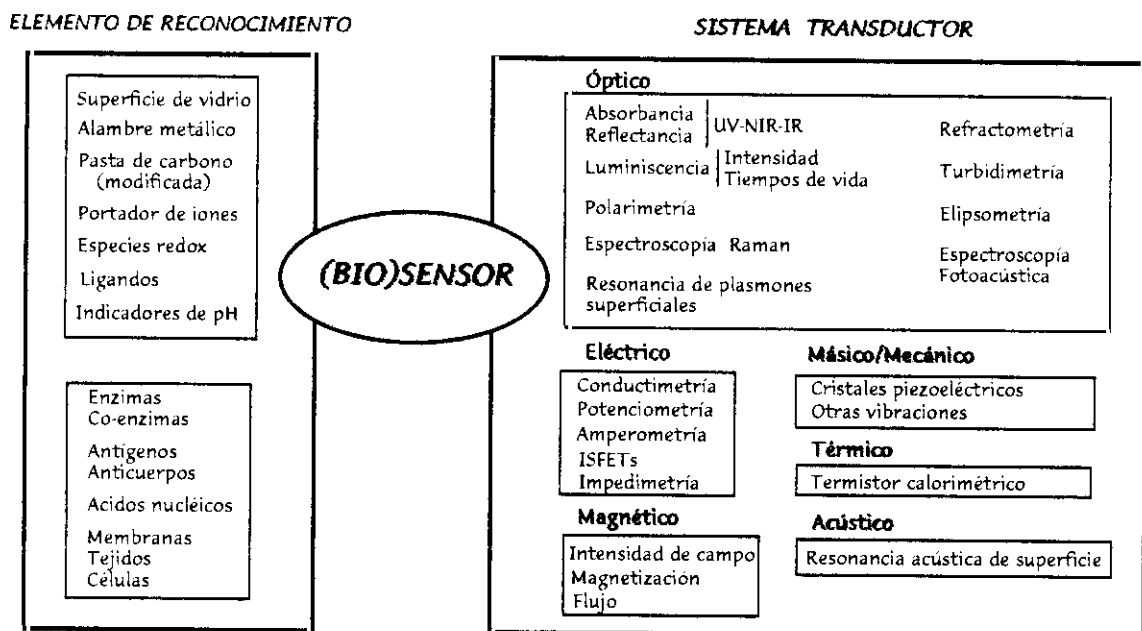 ELEMENTO DE RECONOCIMIENTO
Superficie de vidrio
Alambre metálico
Pasta de carbono
(modificada)
Portador de iones
Especies redox
Ligandos
Indicadores de pH
Enzimas
Co-enzimas
Antígenos
Anticuerpos
Acidos nucléicos
Membranas
Tejidos
Células
(BIO)SENSOR
SISTEMA TRANSDUCTOR
Óptico
Absorbancia
Reflectancia
UV-NIR-IR
Luminiscencia
Intensidad
Tiempos de vida
Polarimetría
Espectroscopía Raman
Resonancia de plasmones
superficiales
Refractometría
Turbidimetría
Elipsometría
Espectroscopía
Fotoacústica
Eléctrico
Conductimetría
Potenciometría
Amperometría
ISFETs
Impedimetría
Magnético
Intensidad de campo
Magnetización
Flujo
Másico/Mecánico
Cristales piezoeléctricos
Otras vibraciones
Térmico
Termistor calorimétrico
Acústico
Resonancia acústica de superficie